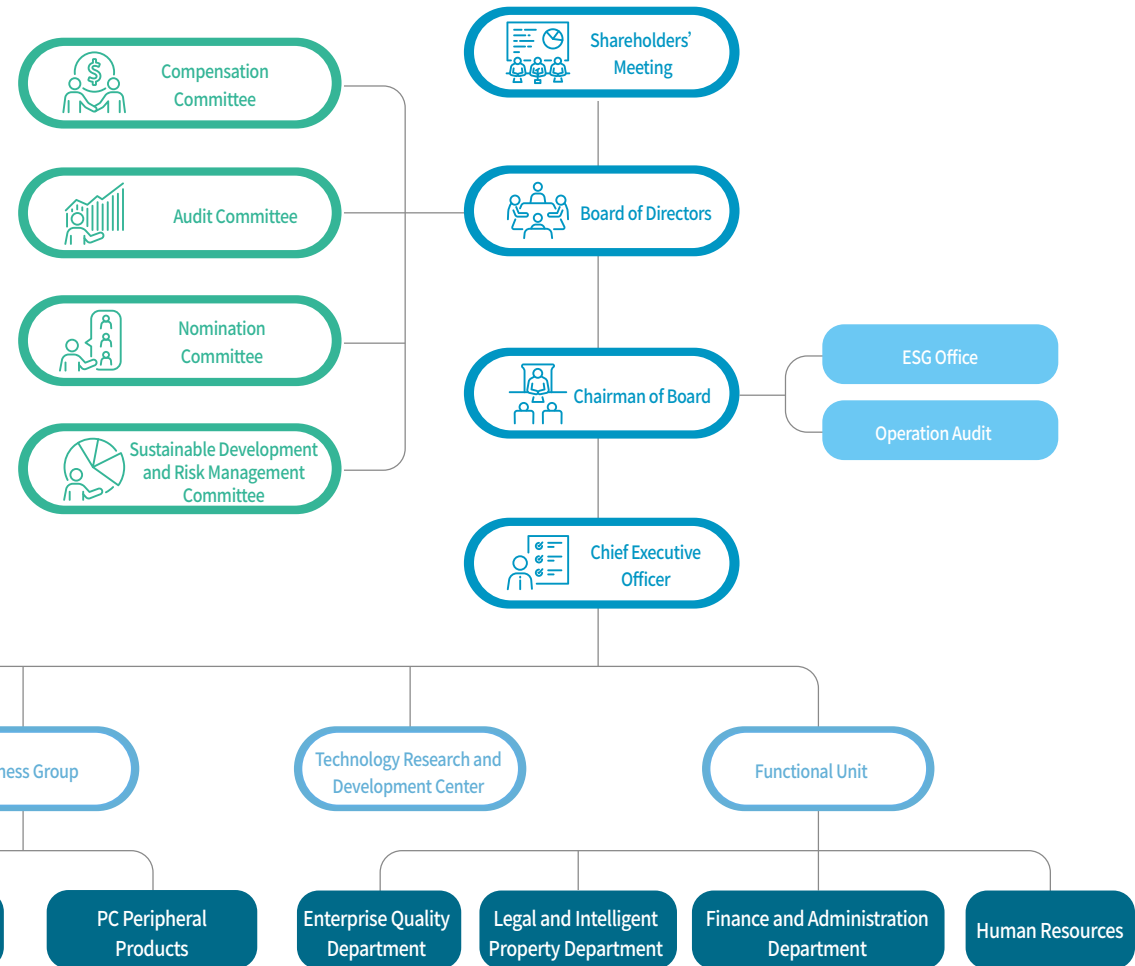 Shareholders’
Meeting
Compensation
Committee
Audit Committee
Board of Directors
Nomination
Committee
Chairman of Board
ESG Office
Operation Audit
Sustainable Development
and Risk Management
Committee
Chief Executive
Officer
Group
Technology Research and
Development Center
Functional Unit
PC Peripheral
Products
Enterprise Quality
Department
Legal and Intelligent
Property Department
Finance and Administration
Department
Human Resources
$